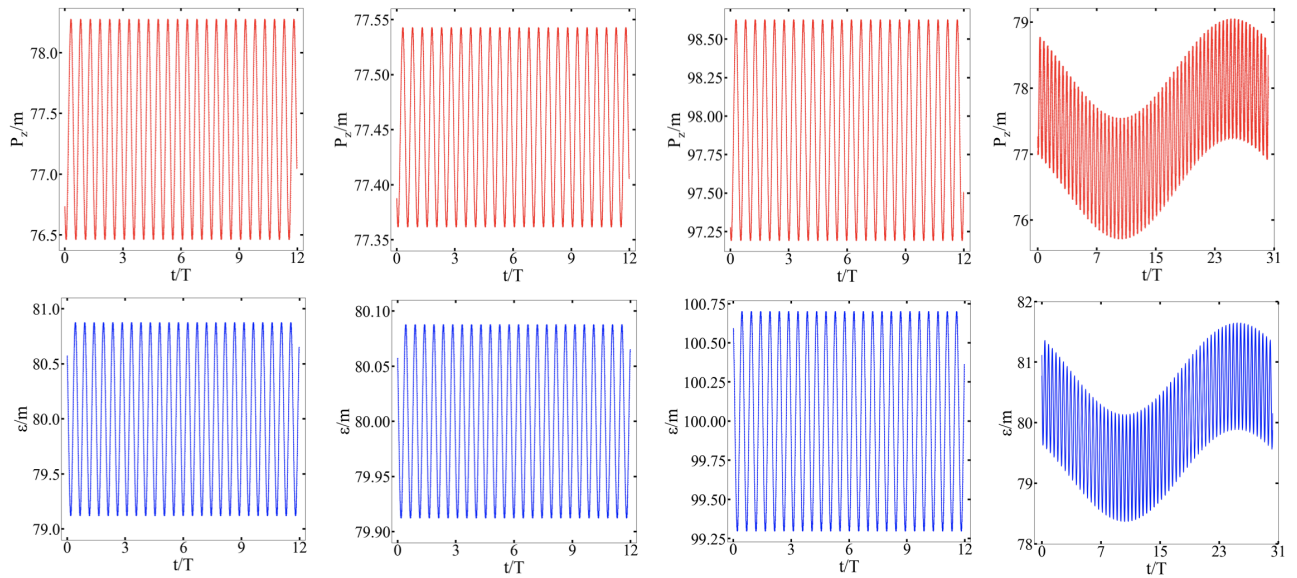 P_z/m
78.0
77.5
77.0
76.5
0 3 6 9 12
t/T
P_z/m
77.55
77.50
77.45
77.40
77.35
0 3 6 9 12
t/T
P_z/m
98.50
98.25
98.00
97.75
97.50
97.25
0 3 6 9 12
t/T
P_z/m
79
78
77
76
0 7 15 23 31
t/T
ε/m
81.0
80.5
80.0
79.5
79.0
0 3 6 9 12
t/T
ε/m
80.10
80.05
80.00
79.95
79.90
0 3 6 9 12
t/T
ε/m
100.75
100.50
100.25
100.00
99.75
99.50
99.25
0 3 6 9 12
t/T
ε/m
82
81
80
79
78
0 7 15 23 31
t/T